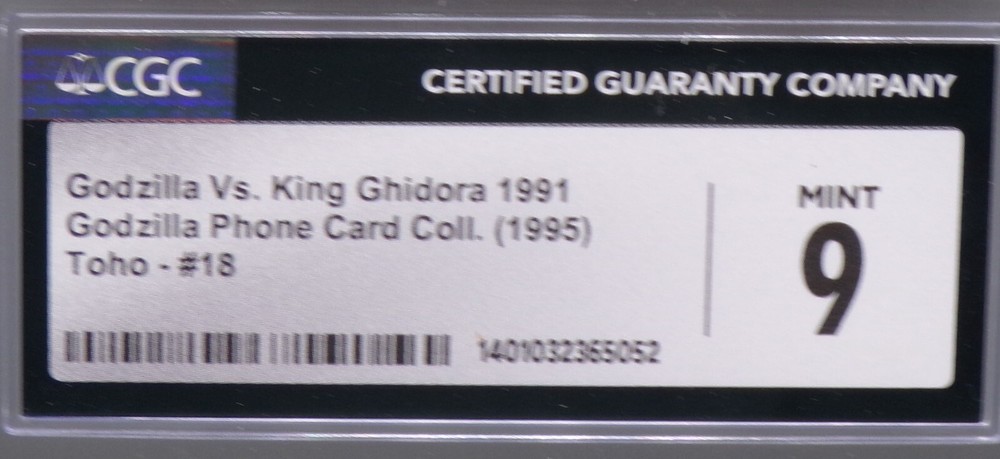 CGC
CERTIFIED GUARANTY COMPANY
Godzilla Vs. King Ghidora 1991
Godzilla Phone Card Coll. (1995)
Toho - #18
MINT
9
1401032365052